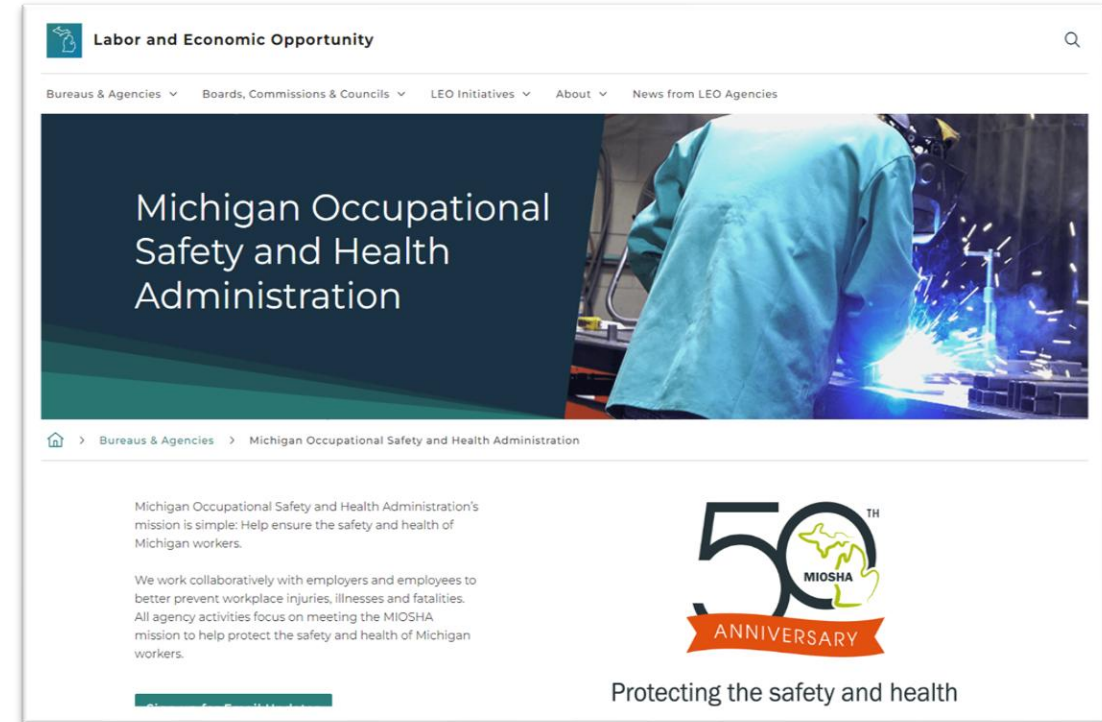 Labor and Economic Opportunity
Bureaus & Agencies
Boards, Commissions & Councils
LEO Initiatives
About
News from LEO Agencies
Michigan Occupational
Safety and Health
Administration
> Bureaus & Agencies > Michigan Occupational Safety and Health Administration
Michigan Occupational Safety and Health Administration's
mission is simple: Help ensure the safety and health of
Michigan workers.
We work collaboratively with employers and employees to
better prevent workplace injuries, illnesses and fatalities.
All agency activities focus on meeting the MIOSHA
mission to help protect the safety and health of Michigan
workers.
50TH
MIOSHA
ANNIVERSARY
Protecting the safety and health